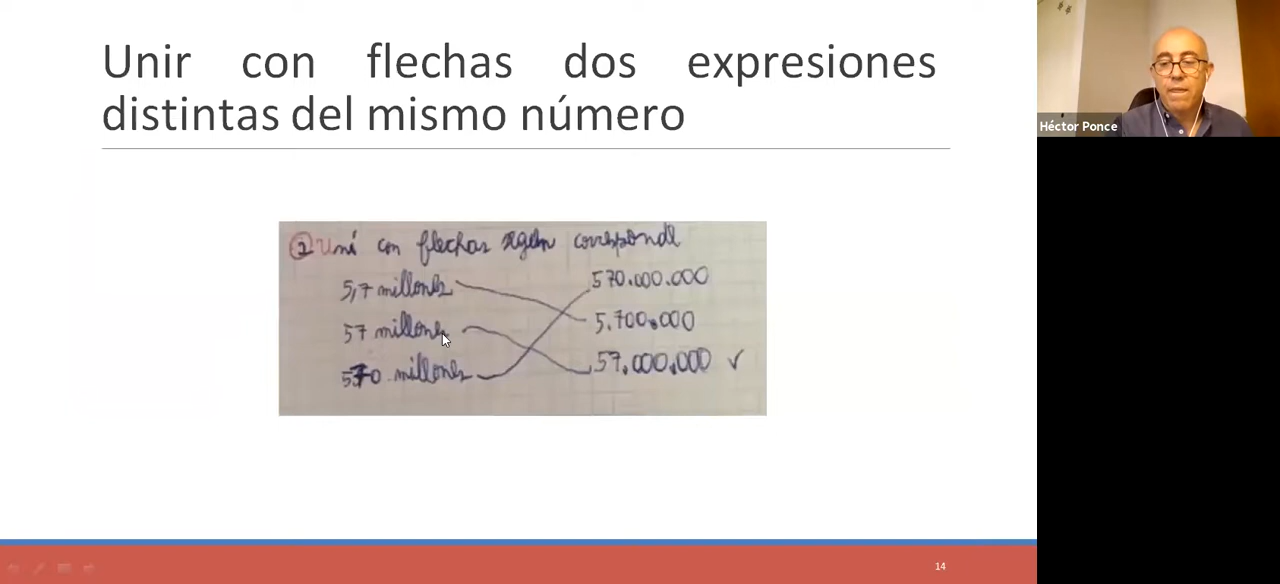 Unir con flechas dos expresiones
distintas del mismo número
Héctor Ponce
② Uní con flechas según corresponde
5,7 millones 570.000.000
57 millones 5.700.000
570 millones 57.000.000 ✓
14